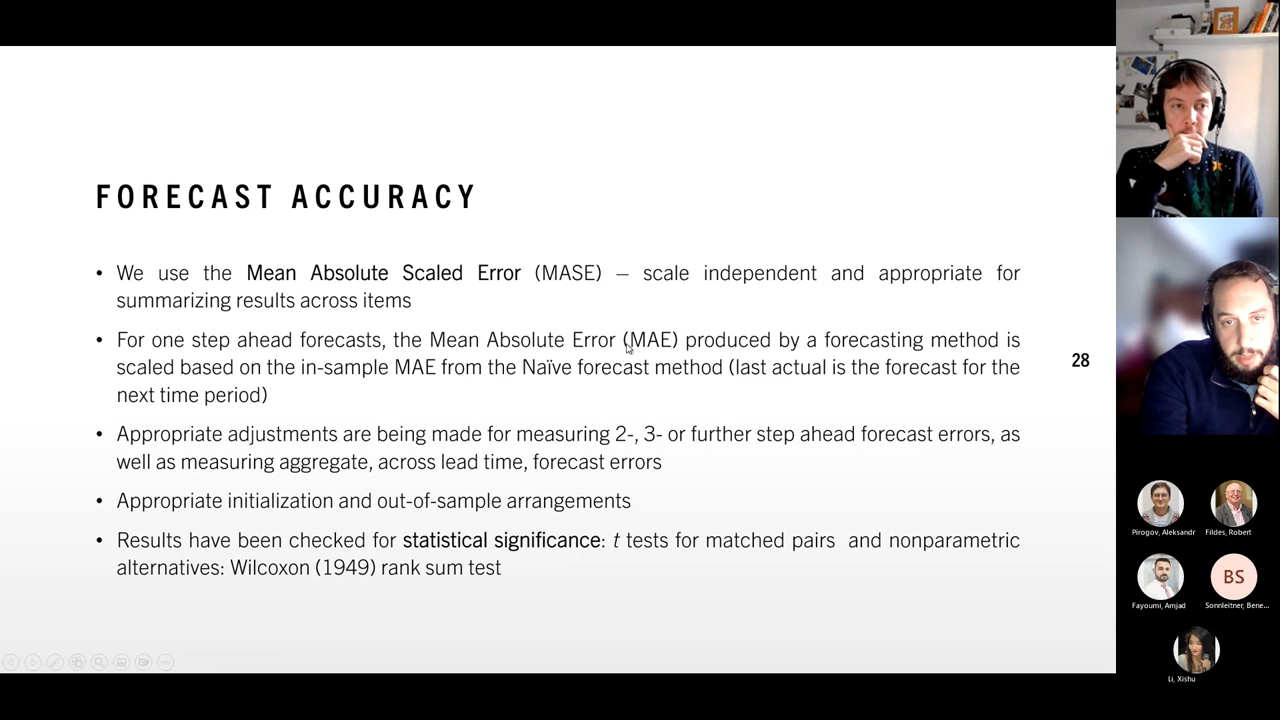 FORECAST ACCURACY
• We use the Mean Absolute Scaled Error (MASE) – scale independent and appropriate for
summarizing results across items
• For one step ahead forecasts, the Mean Absolute Error (MAE) produced by a forecasting method is
scaled based on the in-sample MAE from the Naïve forecast method (last actual is the forecast for the
next time period)
• Appropriate adjustments are being made for measuring 2-, 3- or further step ahead forecast errors, as
well as measuring aggregate, across lead time, forecast errors
• Appropriate initialization and out-of-sample arrangements
• Results have been checked for statistical significance: t tests for matched pairs and nonparametric
alternatives: Wilcoxon (1949) rank sum test
28
Pirogov, Aleksandr
Fildes, Robert
Fayoumi, Amjad
BS
Sonnleitner, Bene...
Li, Xishu